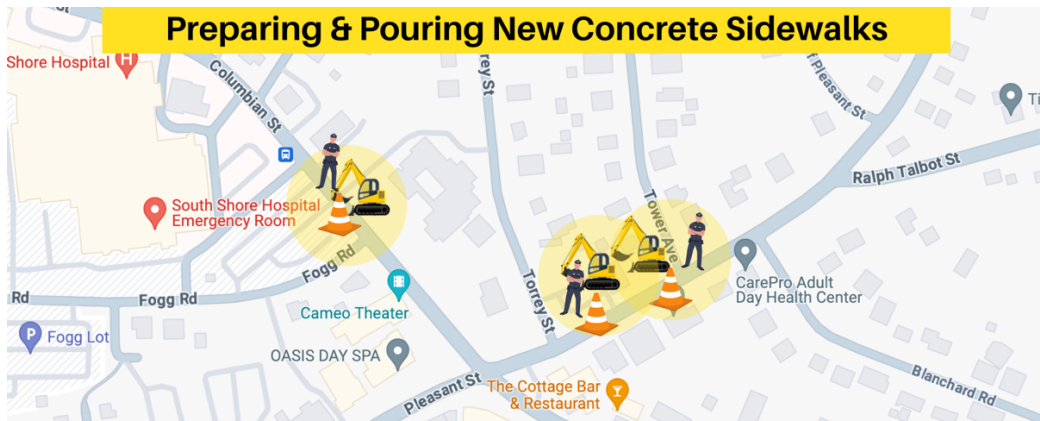 Preparing & Pouring New Concrete Sidewalks
Shore Hospital
H
Columbian St
rey St
of Pleasant St
Ti
Ralph Talbot St
South Shore Hospital
Emergency Room
Tower Ave
Fogg Rd
CarePro Adult
Day Health Center
Rd
Fogg Rd
Torrey St
Cameo Theater
P
Fogg Lot
OASIS DAY SPA
Pleasant St
The Cottage Bar
& Restaurant
Blanchard Rd